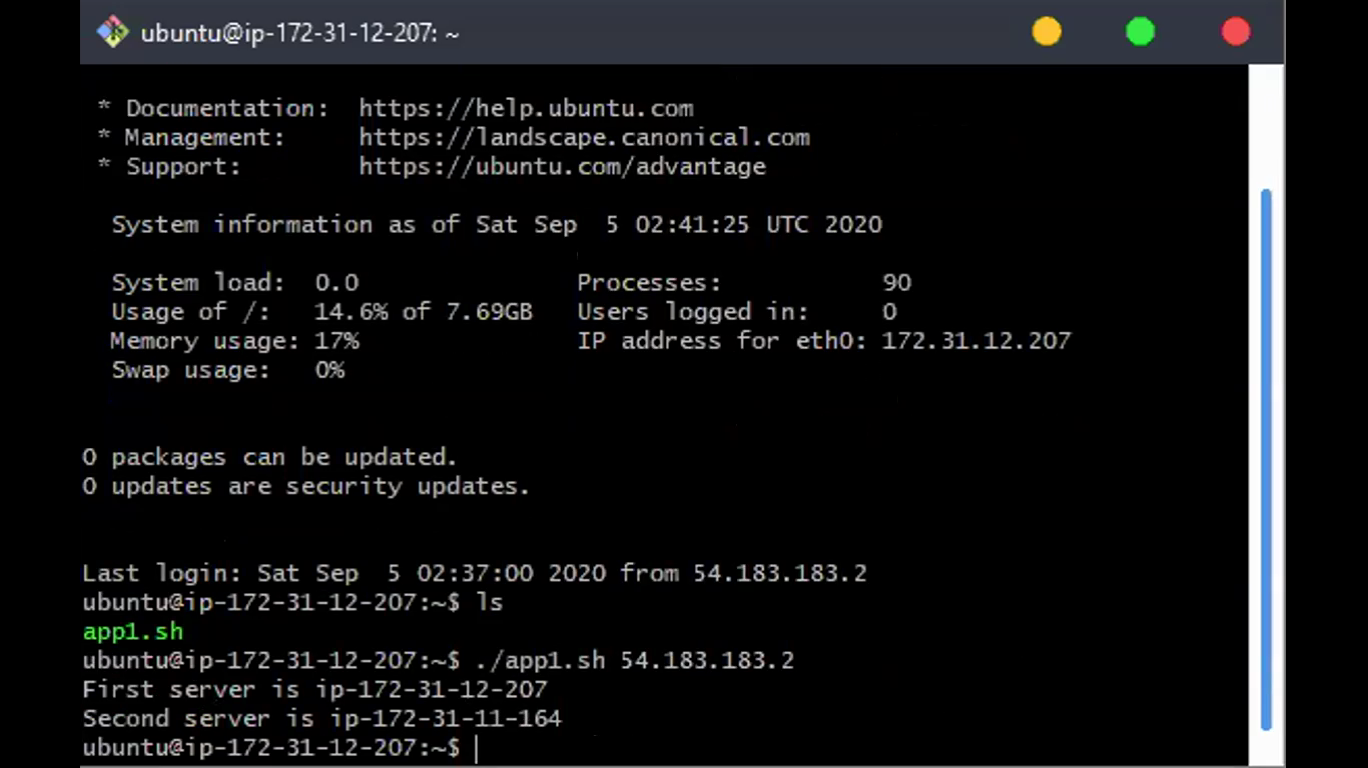 ubuntu@ip-172-31-12-207: ~
* Documentation:  https://help.ubuntu.com
* Management:     https://landscape.canonical.com
* Support:        https://ubuntu.com/advantage
System information as of Sat Sep  5 02:41:25 UTC 2020
System load:  0.0               Processes:           90
Usage of /:   14.6% of 7.69GB   Users logged in:     0
Memory usage: 17%               IP address for eth0: 172.31.12.207
Swap usage:   0%
0 packages can be updated.
0 updates are security updates.
Last login: Sat Sep  5 02:37:00 2020 from 54.183.183.2
ubuntu@ip-172-31-12-207:~$ ls
app1.sh
ubuntu@ip-172-31-12-207:~$ ./app1.sh 54.183.183.2
First server is ip-172-31-12-207
Second server is ip-172-31-11-164
ubuntu@ip-172-31-12-207:~$